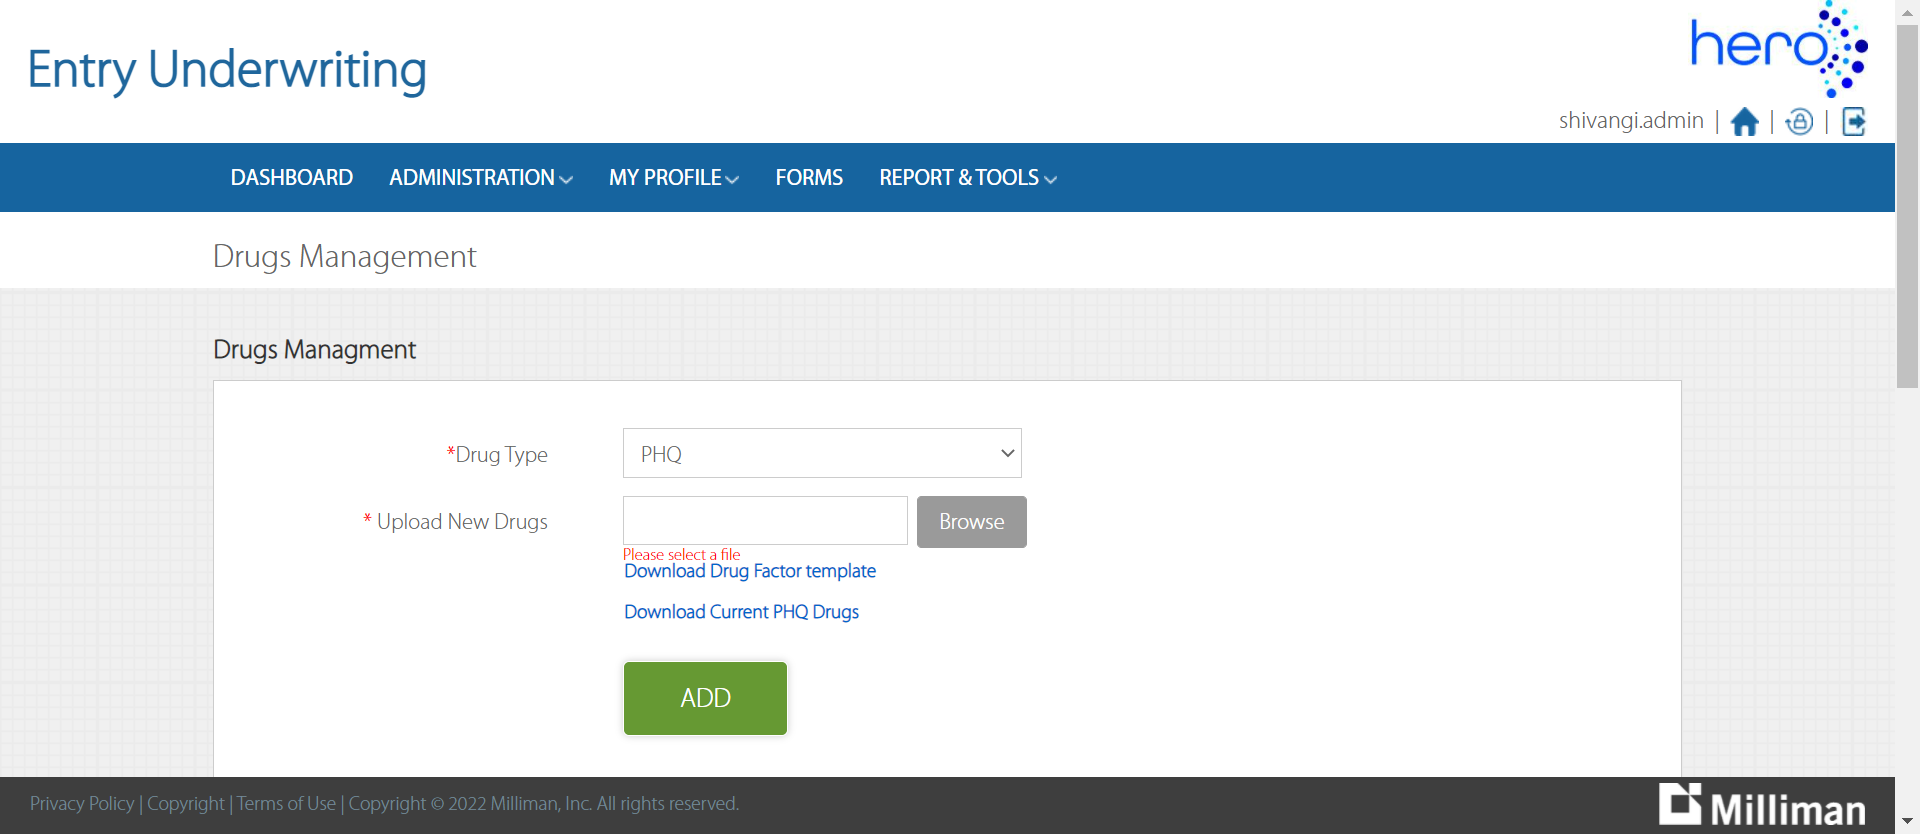 Entry Underwriting
hero
shivangi.admin | | |
DASHBOARD ADMINISTRATION MY PROFILE FORMS REPORT & TOOLS
Drugs Management
Drugs Managment
*Drug Type PHQ
* Upload New Drugs Browse
Please select a file
Download Drug Factor template
Download Current PHQ Drugs
ADD
Privacy Policy | Copyright | Terms of Use | Copyright © 2022 Milliman, Inc. All rights reserved.
Milliman